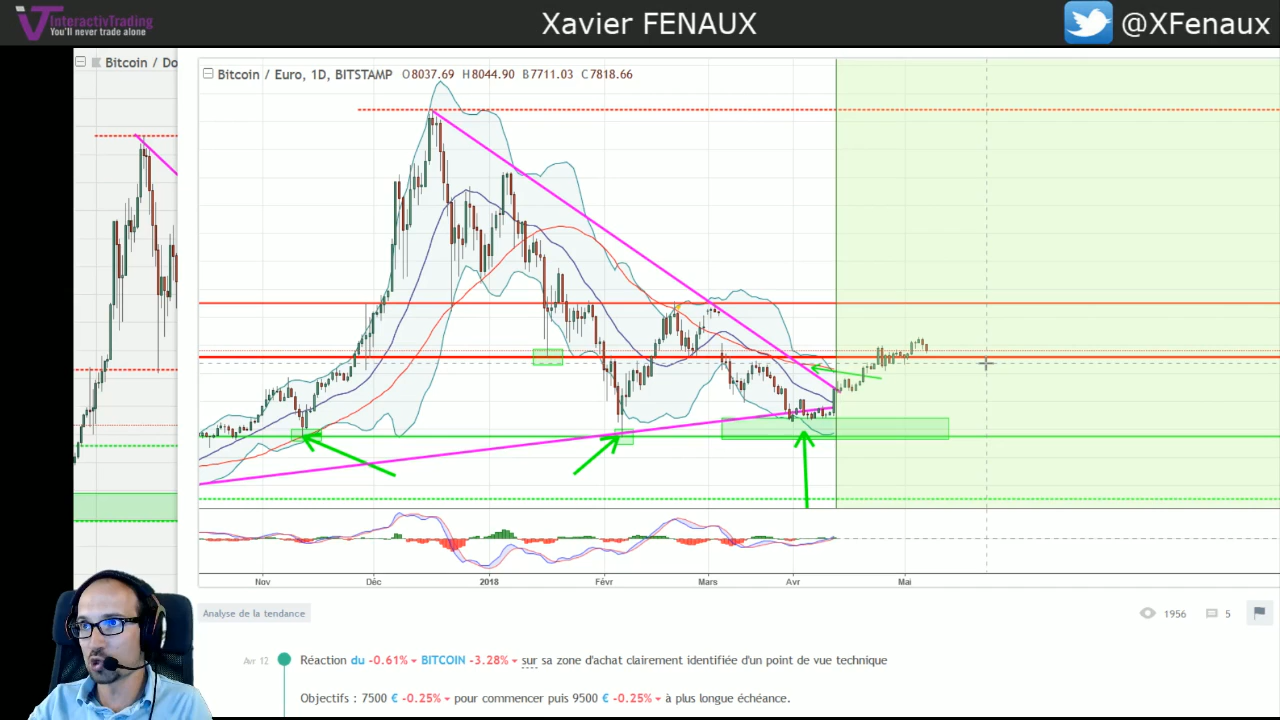 InteractivTrading
You'll never trade alone
Xavier FENAUX
@XFenaux
Bitcoin / Do
Bitcoin / Euro, 1D, BITSTAMP O8037.69 H8044.90 B7711.03 C7818.66
Nov Déc 2018 Févr Mars Avr Mai
Analyse de la tendance
1956 5
Avr 12 Réaction du -0.61% BITCOIN -3.28% sur sa zone d'achat clairement identifiée d'un point de vue technique
Objectifs : 7500 € -0.25% pour commencer puis 9500 € -0.25% à plus longue échéance.